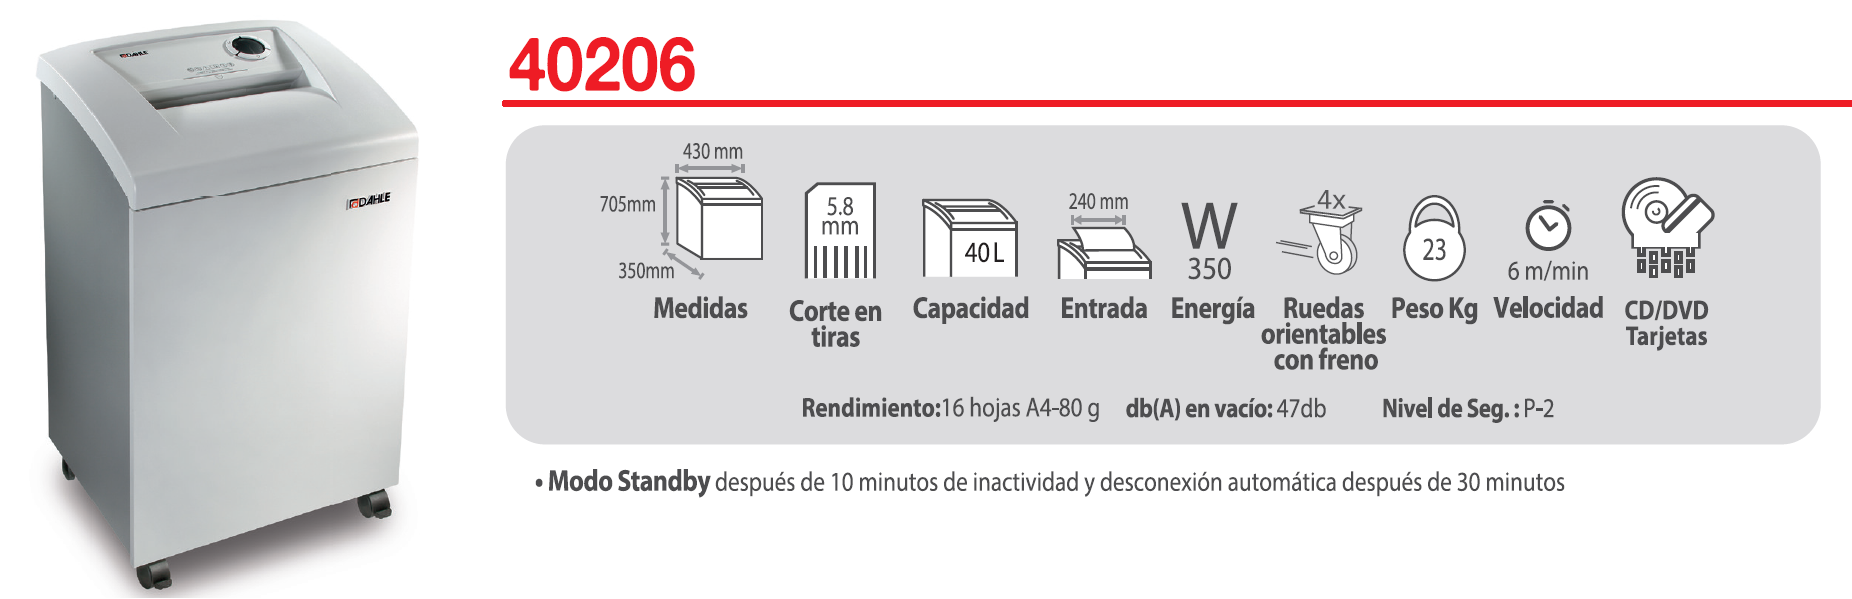 DAHLE
DAHLE
40206
430 mm
705mm
350mm
Medidas
5.8
mm
Corte en
tiras
40 L
Capacidad
240 mm
Entrada
W
350
Energía
4x
Ruedas
orientables
con freno
23
Peso Kg
6 m/min
Velocidad
CD/DVD
Tarjetas
Rendimiento:16 hojas A4-80 g db(A) en vacío: 47db Nivel de Seg. : P-2
• Modo Standby después de 10 minutos de inactividad y desconexión automática después de 30 minutos